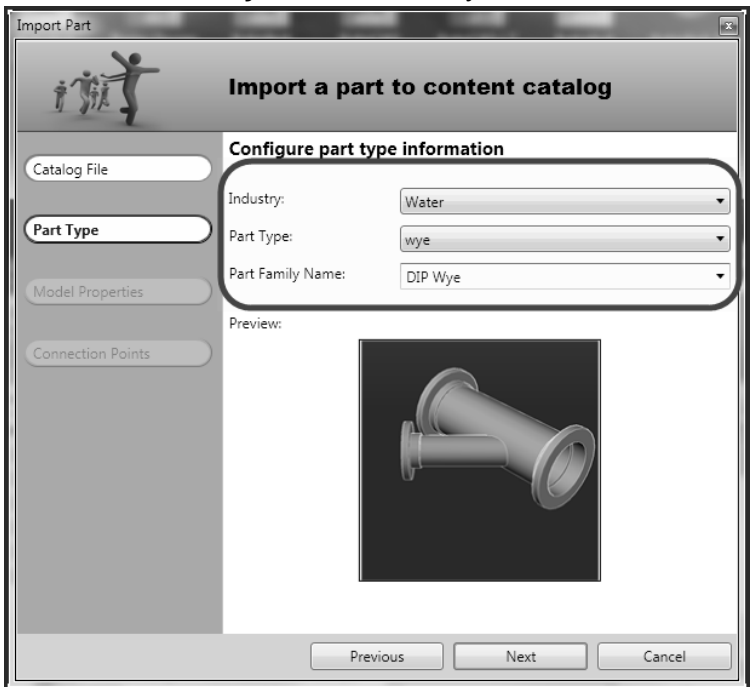 Import Part
Import a part to content catalog
Catalog File
Part Type
Model Properties
Connection Points
Configure part type information
Industry: Water
Part Type: wye
Part Family Name: DIP Wye
Preview:
Previous Next Cancel